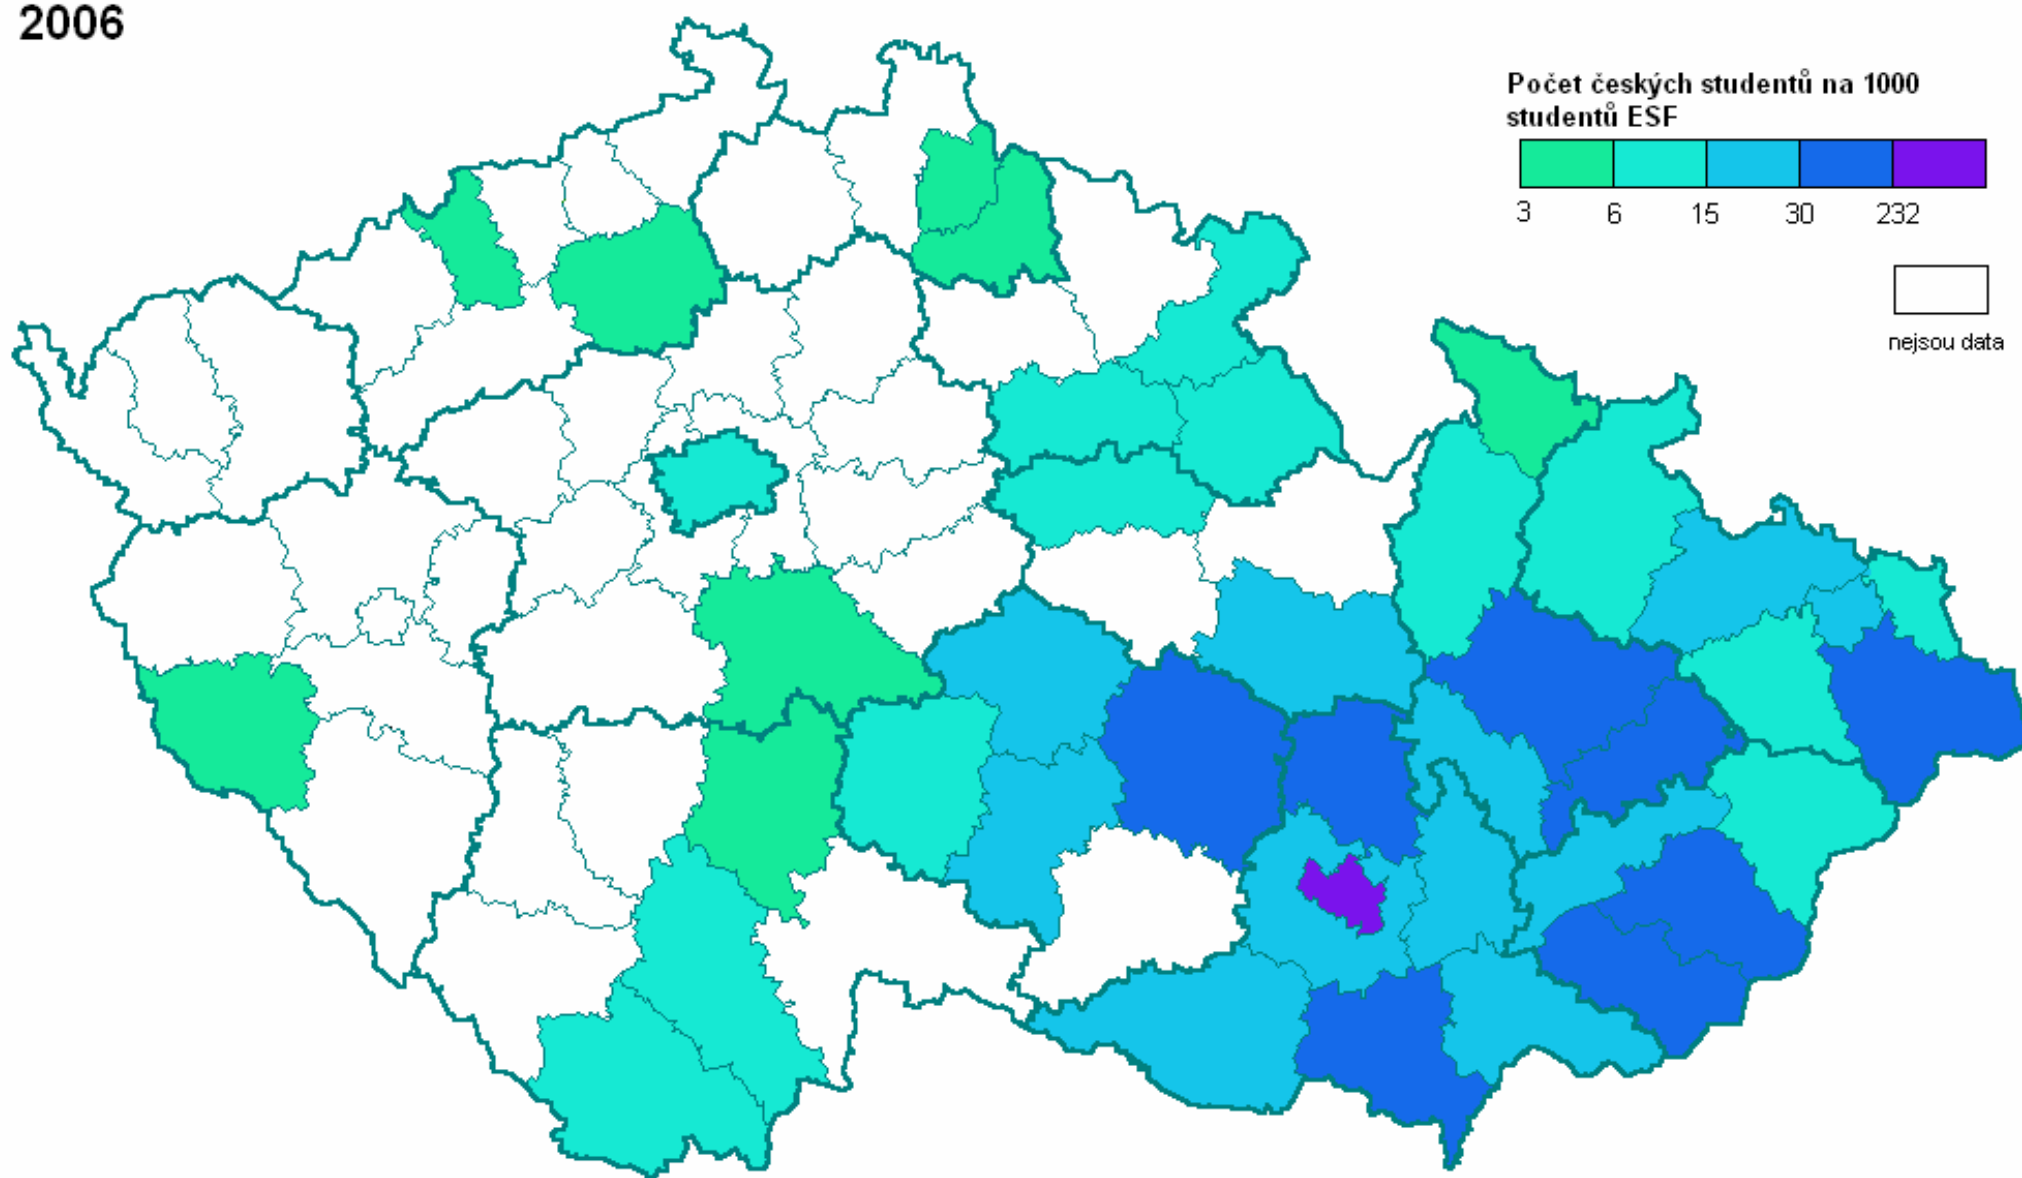 2006
Počet českých studentů na 1000
studentů ESF
3 6 15 30 232
nejsou data